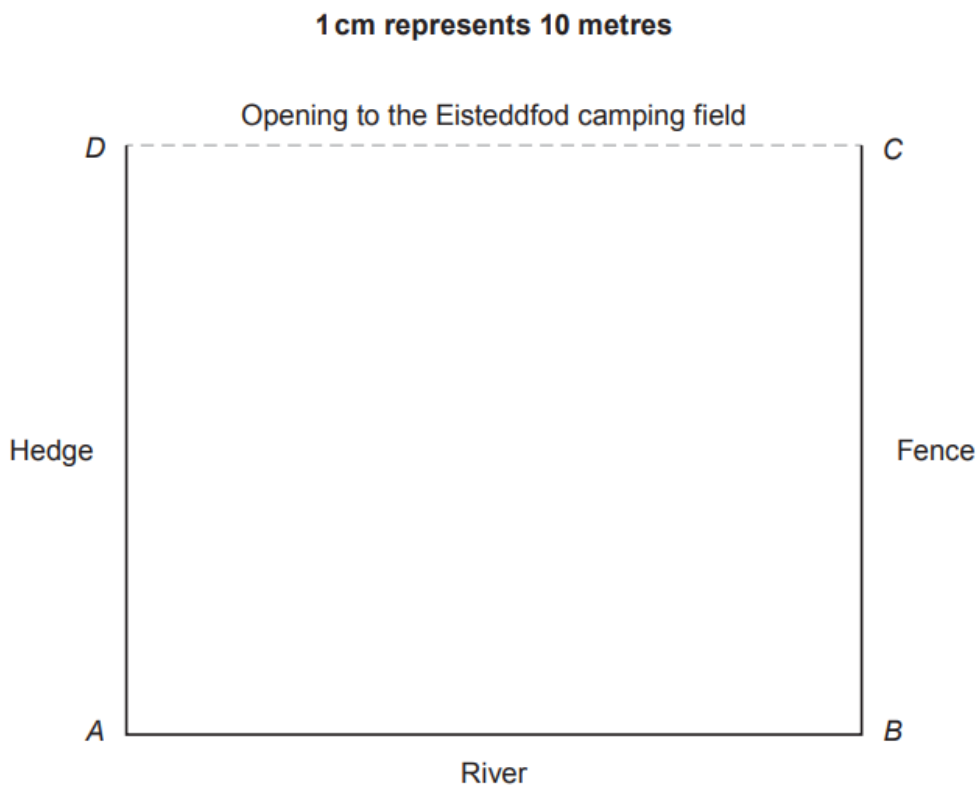 1 cm represents 10 metres
Opening to the Eisteddfod camping field
D
C
Hedge
Fence
A
B
River